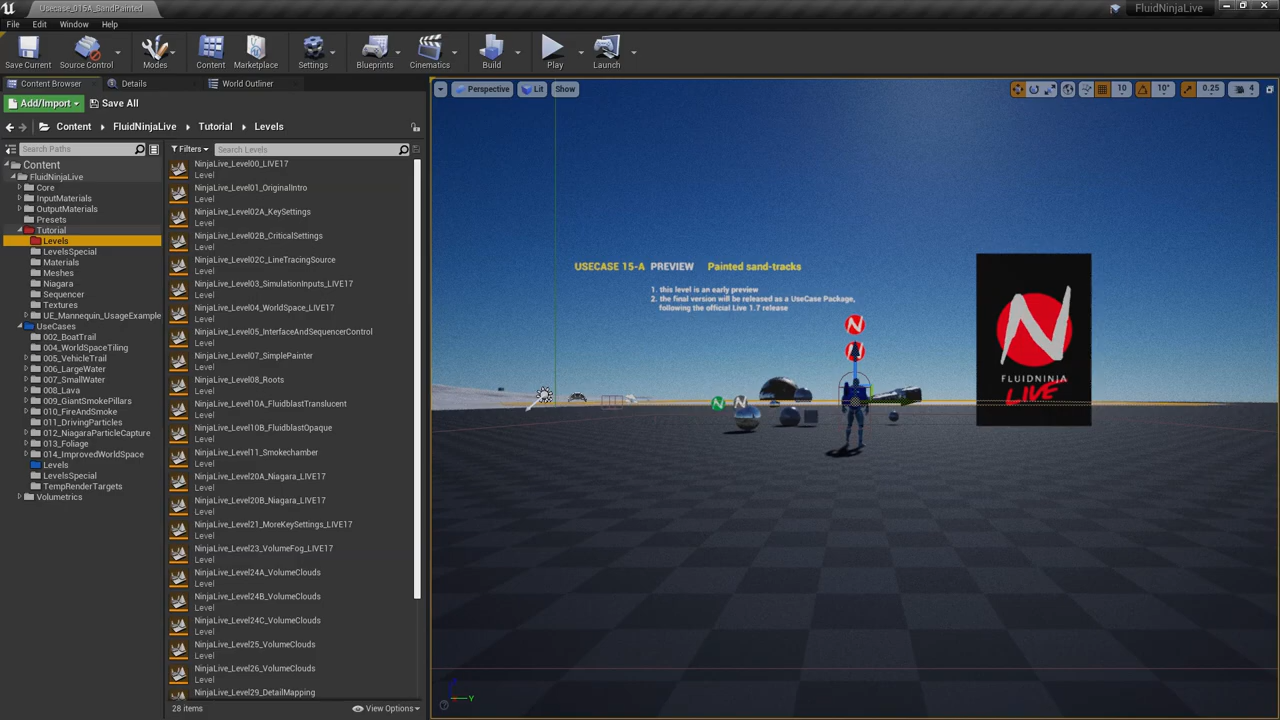 Usecase_015A_SandPainted
FluidNinjaLive
File Edit Window Help
Save Current Source Control Modes Content Marketplace Settings Blueprints Cinematics Build Play Launch
Content Browser Details World Outliner
Add/Import Save All
Content FluidNinjaLive Tutorial Levels
Search Paths
Filters Search Levels
Content
FluidNinjaLive
Core
InputMaterials
OutputMaterials
Presets
Tutorial
Levels
LevelsSpecial
Materials
Meshes
Niagara
Sequencer
Textures
UE_Mannequin_UsageExample
UseCases
002_BoatTrail
004_WorldSpaceTiling
005_VehicleTrail
006_LargeWater
007_SmallWater
008_Lava
009_GiantSmokePillars
010_FireAndSmoke
011_DrivingParticles
012_NiagaraParticleCapture
013_Foliage
014_ImprovedWorldSpace
Levels
LevelsSpecial
TempRenderTargets
Volumetrics
NinjaLive_Level00_LIVE17
Level
NinjaLive_Level01_OriginalIntro
Level
NinjaLive_Level02A_KeySettings
Level
NinjaLive_Level02B_CriticalSettings
Level
NinjaLive_Level02C_LineTracingSource
Level
NinjaLive_Level03_SimulationInputs_LIVE17
Level
NinjaLive_Level04_WorldSpace_LIVE17
Level
NinjaLive_Level05_InterfaceAndSequencerControl
Level
NinjaLive_Level07_SimplePainter
Level
NinjaLive_Level08_Roots
Level
NinjaLive_Level10A_FluidblastTranslucent
Level
NinjaLive_Level10B_FluidblastOpaque
Level
NinjaLive_Level11_Smokechamber
Level
NinjaLive_Level20A_Niagara_LIVE17
Level
NinjaLive_Level20B_Niagara_LIVE17
Level
NinjaLive_Level21_MoreKeySettings_LIVE17
Level
NinjaLive_Level23_VolumeFog_LIVE17
Level
NinjaLive_Level24A_VolumeClouds
Level
NinjaLive_Level24B_VolumeClouds
Level
NinjaLive_Level24C_VolumeClouds
Level
NinjaLive_Level25_VolumeClouds
Level
NinjaLive_Level26_VolumeClouds
Level
NinjaLive_Level29_DetailMapping
28 items View Options
Perspective Lit Show 10 10° 0.25 4
USECASE 15-A PREVIEW Painted sand-tracks
1. this level is an early preview
2. the final version will be released as a UseCase Package,
following the official Live 1.7 release
N
FLUIDNINJA
LIVE
Y